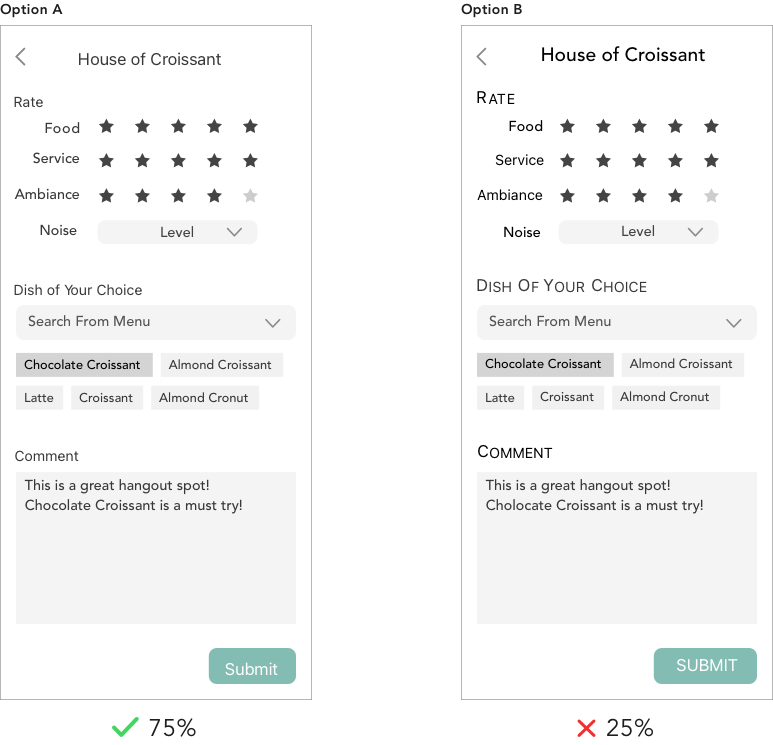 Option A
House of Croissant
Rate
Food
Service
Ambiance
Noise Level
Dish of Your Choice
Search From Menu
Chocolate Croissant Almond Croissant
Latte Croissant Almond Cronut
Comment
This is a great hangout spot!
Chocolate Croissant is a must try!
Submit
75%
Option B
House of Croissant
RATE
Food
Service
Ambiance
Noise Level
DISH OF YOUR CHOICE
Search From Menu
Chocolate Croissant Almond Croissant
Latte Croissant Almond Cronut
COMMENT
This is a great hangout spot!
Cholocate Croissant is a must try!
SUBMIT
25%